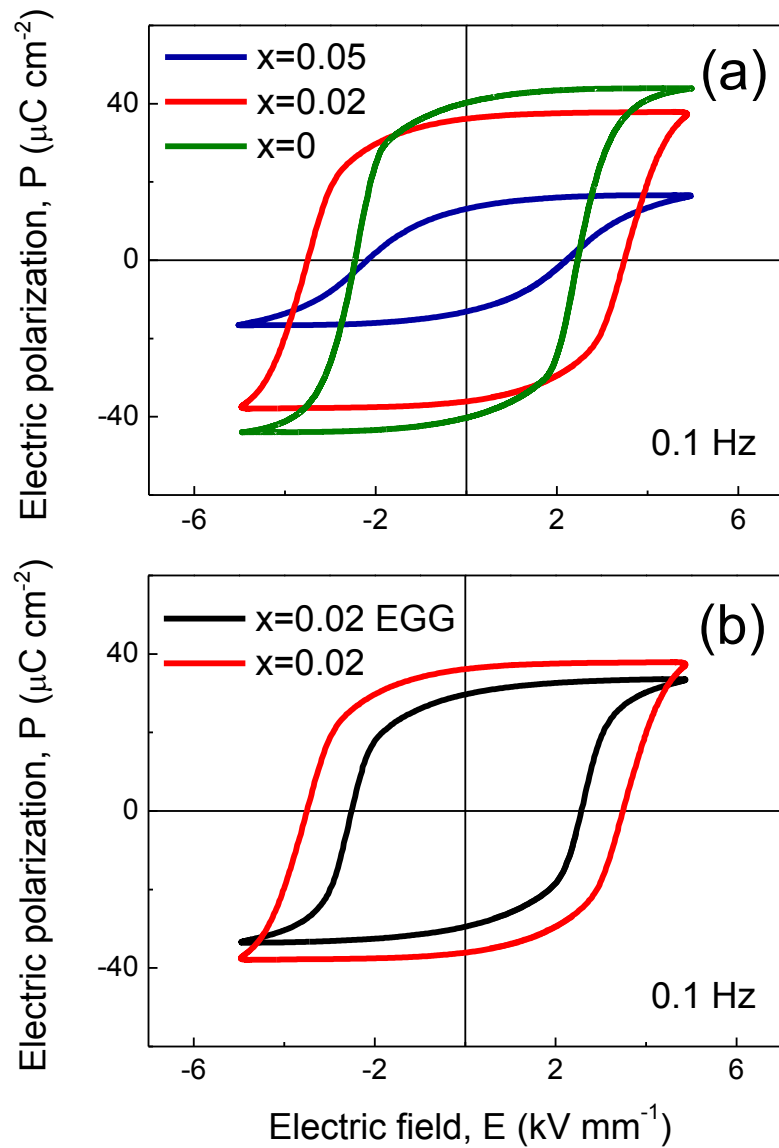 (a)
x=0.05
x=0.02
x=0
40
0
-40
Electric polarization, P (μC cm⁻²)
0.1 Hz
-6
-2
2
6
(b)
x=0.02 EGG
x=0.02
40
0
-40
Electric polarization, P (μC cm⁻²)
0.1 Hz
-6
-2
2
6
Electric field, E (kV mm⁻¹)